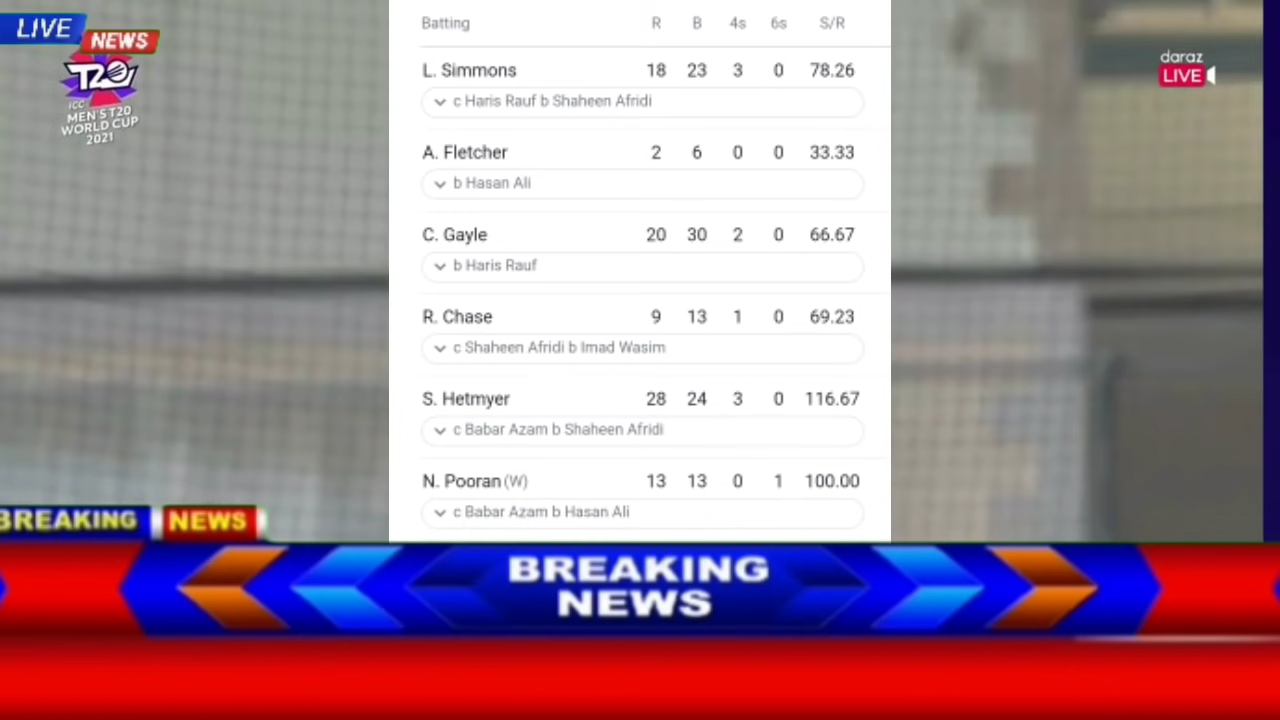 LIVE
NEWS
T20
ICC
MEN'S T20
WORLD CUP
2021
daraz
LIVE
Batting R B 4s 6s S/R
L. Simmons 18 23 3 0 78.26
c Haris Rauf b Shaheen Afridi
A. Fletcher 2 6 0 0 33.33
b Hasan Ali
C. Gayle 20 30 2 0 66.67
b Haris Rauf
R. Chase 9 13 1 0 69.23
c Shaheen Afridi b Imad Wasim
S. Hetmyer 28 24 3 0 116.67
c Babar Azam b Shaheen Afridi
N. Pooran (W) 13 13 0 1 100.00
c Babar Azam b Hasan Ali
BREAKING NEWS
BREAKING
NEWS